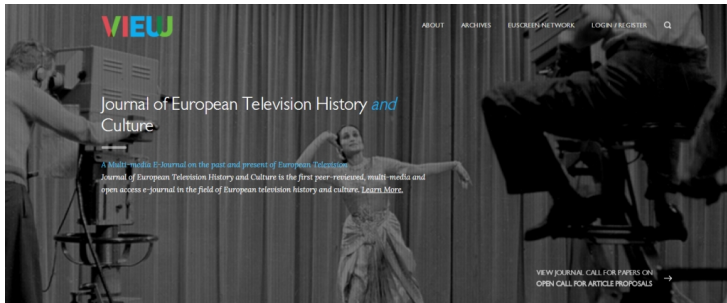 VIEW
ABOUT
ARCHIVES
EUSCREEN NETWORK
LOGIN / REGISTER
Journal of European Television History and
Culture
A Multi-media E-Journal on the past and present of European Television
Journal of European Television History and Culture is the first peer-reviewed, multi-media and
open access e-journal in the field of European television history and culture. Learn More.
VIEW JOURNAL CALL FOR PAPERS ON
OPEN CALL FOR ARTICLE PROPOSALS